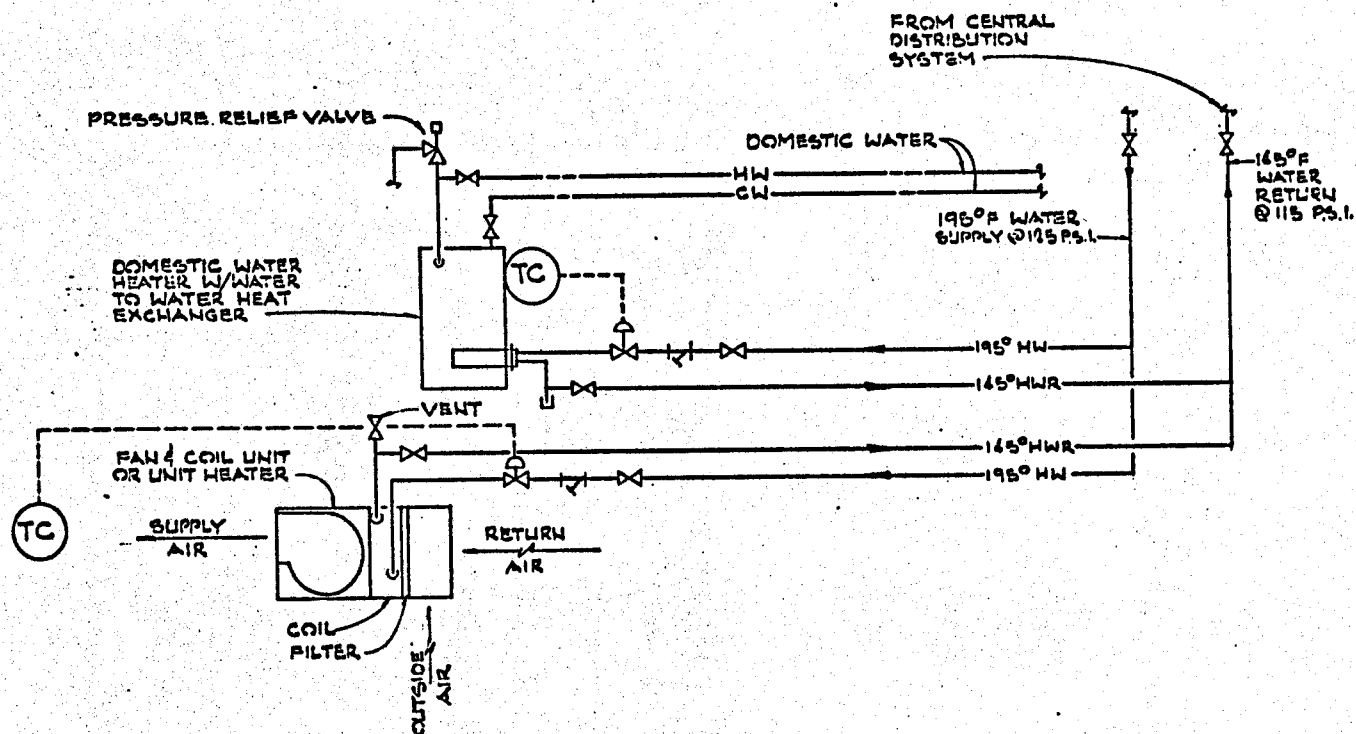 FROM CENTRAL
DISTRIBUTION
SYSTEM
PRESSURE RELIEF VALVE
DOMESTIC WATER
HW
CW
165°F
WATER
RETURN
@ 115 P.S.I.
195°F WATER
SUPPLY @ 125 P.S.I.
DOMESTIC WATER
HEATER W/WATER
TO WATER HEAT
EXCHANGER
TC
195° HW
165° HWR
VENT
165° HWR
195° HW
FAN & COIL UNIT
OR UNIT HEATER
TC
SUPPLY
AIR
RETURN
AIR
COIL
FILTER
OUTSIDE
AIR